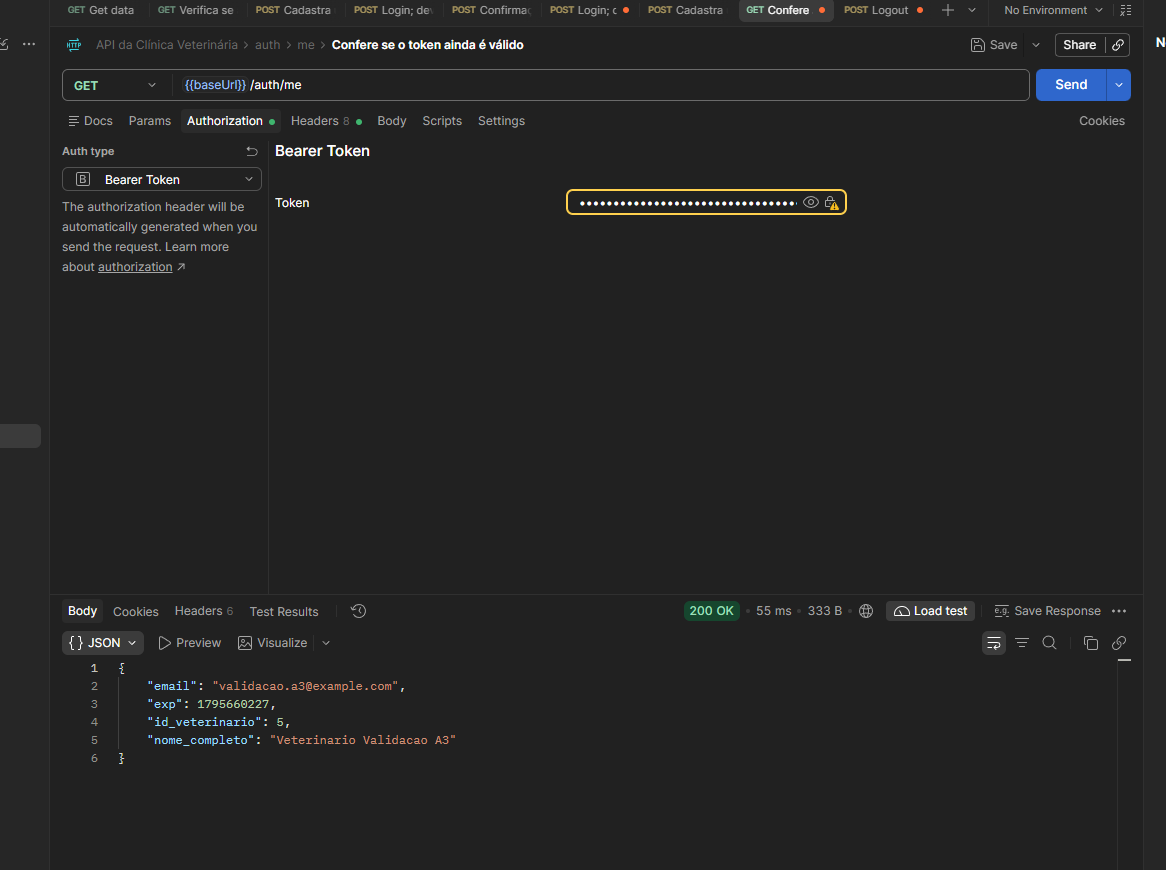 GET Get data GET Verifica se POST Cadastra POST Login; de POST Confirma POST Login; c POST Cadastra GET Confere POST Logout No Environment
HTTP API da Clínica Veterinária > auth > me > Confere se o token ainda é válido Save Share
GET {{baseUrl}} /auth/me Send
Docs Params Authorization Headers 8 Body Scripts Settings Cookies
Auth type
B Bearer Token
The authorization header will be
automatically generated when you
send the request. Learn more
about authorization ↗
Bearer Token
Token ••••••••••••••••••••••••••••••••
Body Cookies Headers 6 Test Results 200 OK • 55 ms • 333 B • Load test e.g. Save Response
{} JSON Preview Visualize
1 {
2 "email": "validacao.a3@example.com",
3 "exp": 1795660227,
4 "id_veterinario": 5,
5 "nome_completo": "Veterinario Validacao A3"
6 }